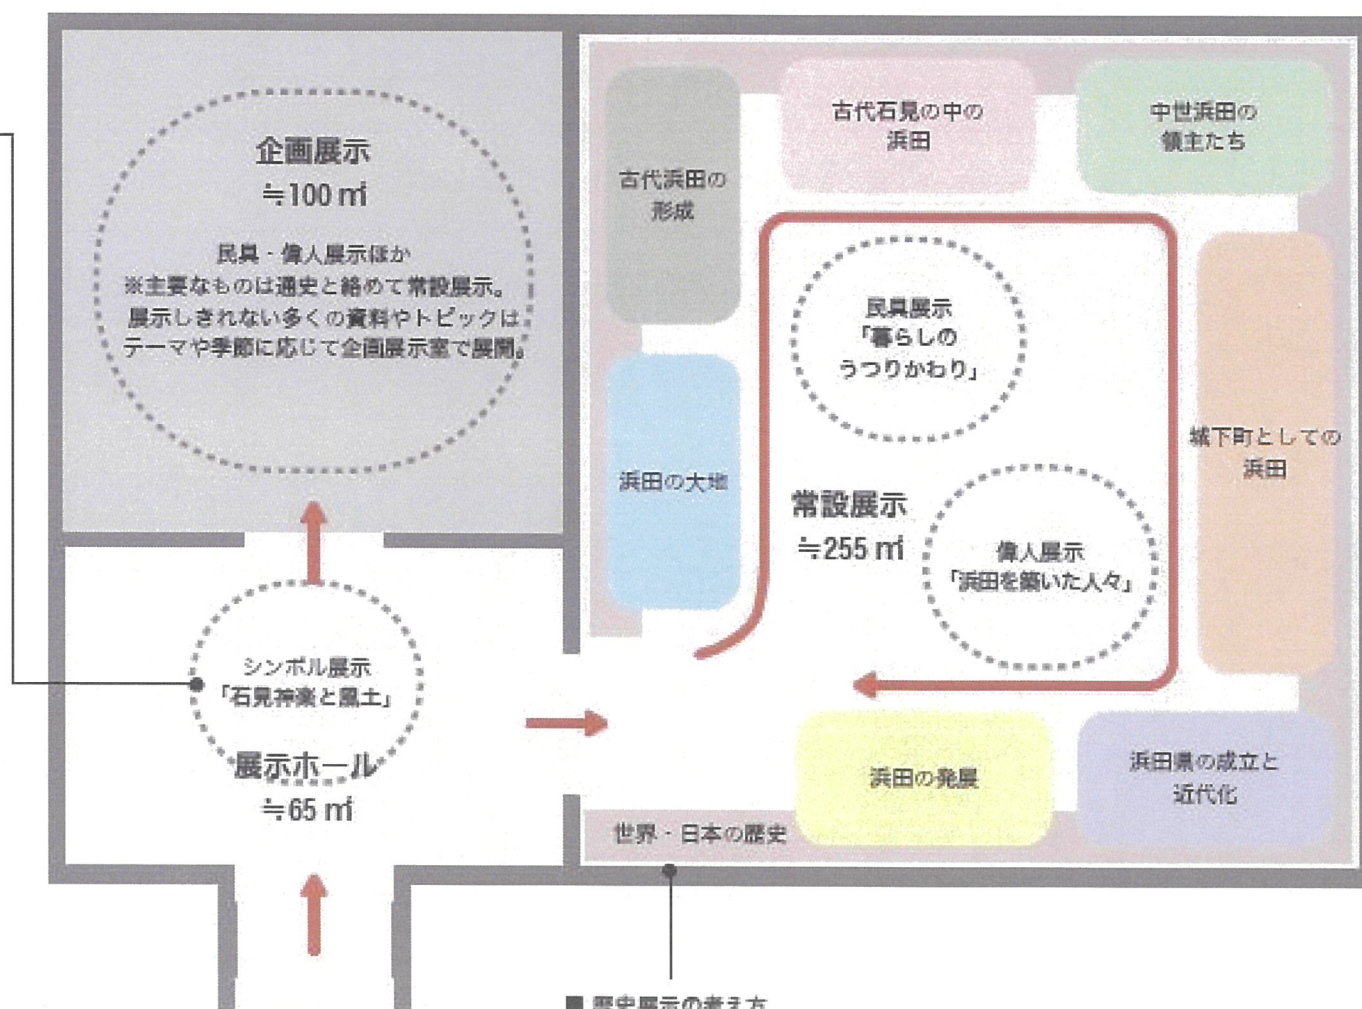 企画展示
≒100㎡
民具・偉人展示ほか
※主要なものは通史と絡めて常設展示。
展示しきれない多くの資料やトピックは
テーマや季節に応じて企画展示室で展開。
シンボル展示
「石見神楽と風土」
展示ホール
≒65㎡
古代浜田の
形成
古代石見の中の
浜田
中世浜田の
領主たち
浜田の大地
民具展示
「暮らしの
うつりかわり」
城下町としての
浜田
常設展示
≒255㎡
偉人展示
「浜田を築いた人々」
浜田の発展
浜田県の成立と
近代化
世界・日本の歴史
■ 歴史展示の考え方